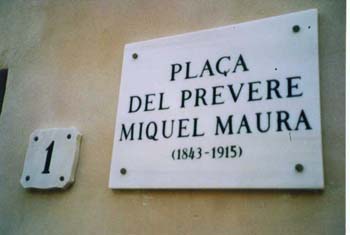 PLAÇA
DEL PREVERE
MIQUEL MAURA
(1843-1915)
1